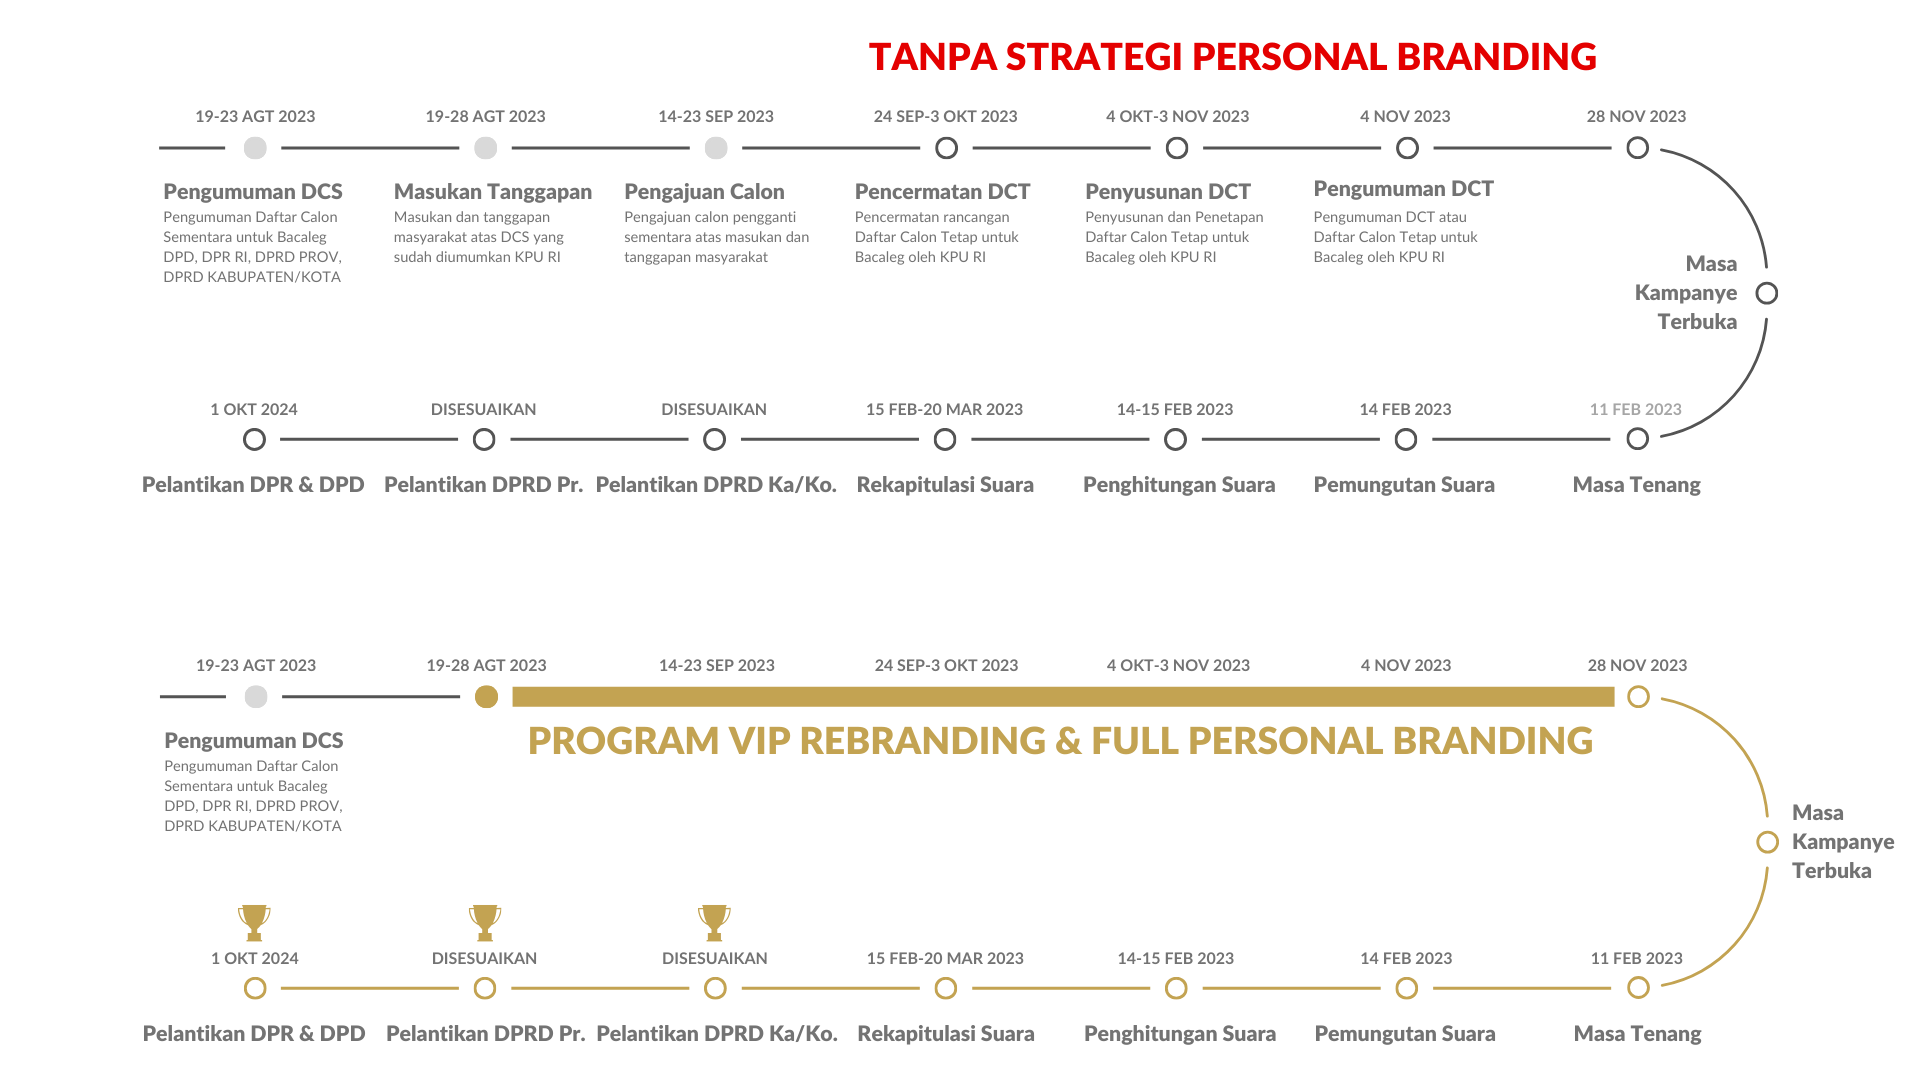 TANPA STRATEGI PERSONAL BRANDING
19-23 AGT 2023
19-28 AGT 2023
14-23 SEP 2023
24 SEP-3 OKT 2023
4 OKT-3 NOV 2023
4 NOV 2023
28 NOV 2023
Pengumuman DCS
Pengumuman Daftar Calon
Sementara untuk Bacaleg
DPD, DPR RI, DPRD PROV,
DPRD KABUPATEN/KOTA
Masukan Tanggapan
Masukan dan tanggapan
masyarakat atas DCS yang
sudah diumumkan KPU RI
Pengajuan Calon
Pengajuan calon pengganti
sementara atas masukan dan
tanggapan masyarakat
Pencermatan DCT
Pencermatan rancangan
Daftar Calon Tetap untuk
Bacaleg oleh KPU RI
Penyusunan DCT
Penyusunan dan Penetapan
Daftar Calon Tetap untuk
Bacaleg oleh KPU RI
Pengumuman DCT
Pengumuman DCT atau
Daftar Calon Tetap untuk
Bacaleg oleh KPU RI
Masa
Kampanye
Terbuka
1 OKT 2024
DISESUAIKAN
DISESUAIKAN
15 FEB-20 MAR 2023
14-15 FEB 2023
14 FEB 2023
11 FEB 2023
Pelantikan DPR & DPD
Pelantikan DPRD Pr.
Pelantikan DPRD Ka/Ko.
Rekapitulasi Suara
Penghitungan Suara
Pemungutan Suara
Masa Tenang
19-23 AGT 2023
19-28 AGT 2023
14-23 SEP 2023
24 SEP-3 OKT 2023
4 OKT-3 NOV 2023
4 NOV 2023
28 NOV 2023
PROGRAM VIP REBRANDING & FULL PERSONAL BRANDING
Pengumuman DCS
Pengumuman Daftar Calon
Sementara untuk Bacaleg
DPD, DPR RI, DPRD PROV,
DPRD KABUPATEN/KOTA
Masa
Kampanye
Terbuka
1 OKT 2024
DISESUAIKAN
DISESUAIKAN
15 FEB-20 MAR 2023
14-15 FEB 2023
14 FEB 2023
11 FEB 2023
Pelantikan DPR & DPD
Pelantikan DPRD Pr.
Pelantikan DPRD Ka/Ko.
Rekapitulasi Suara
Penghitungan Suara
Pemungutan Suara
Masa Tenang